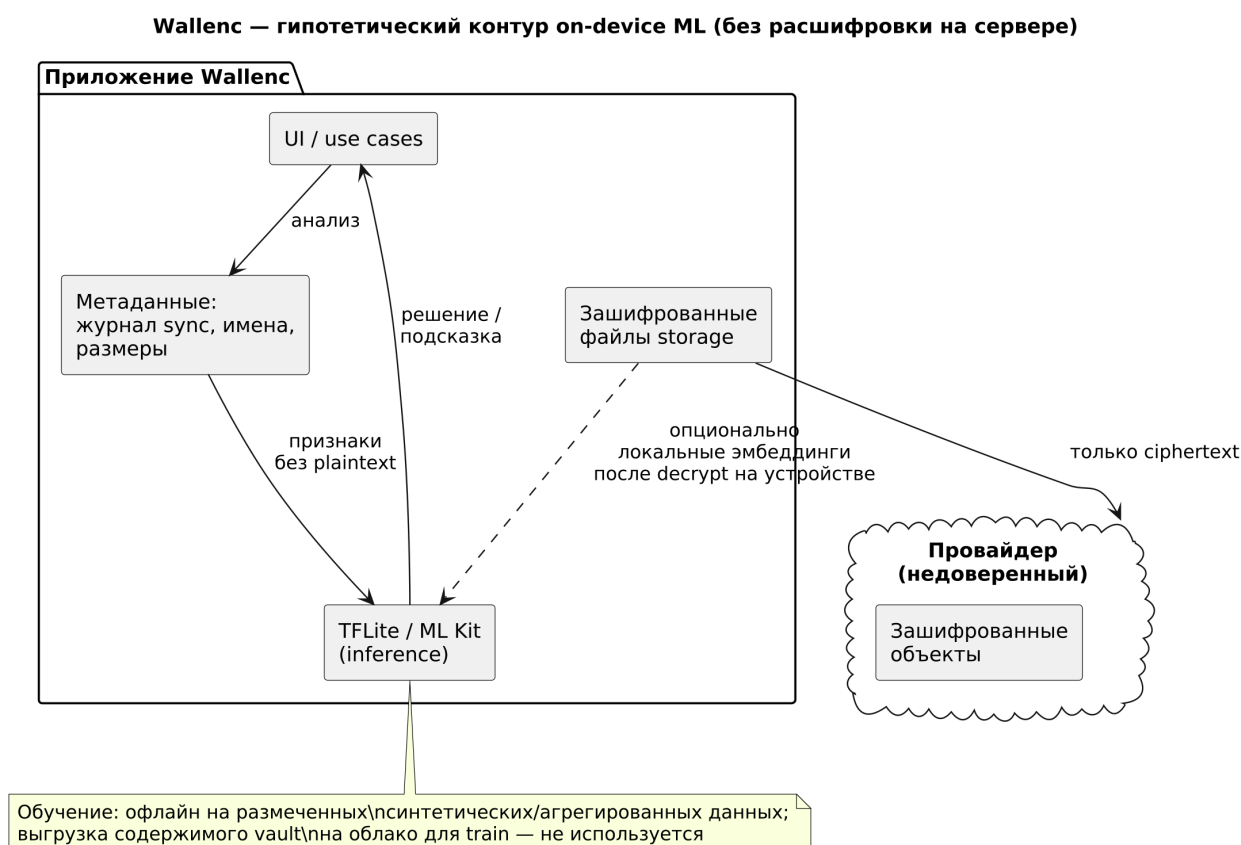 Wallenc — гипотетический контур on-device ML (без расшифровки на сервере)
Приложение Wallenc
UI / use cases
анализ
Метаданные:
журнал sync, имена,
размеры
решение /
подсказка
Зашифрованные
файлы storage
признаки
без plaintext
опционально
локальные эмбеддинги
после decrypt на устройстве
только ciphertext
Провайдер
(недоверенный)
Зашифрованные
объекты
TFLite / ML Kit
(inference)
Обучение: офлайн на размеченных\nсинтетических/агрегированных данных;
выгрузка содержимого vault\nна облако для train — не используется